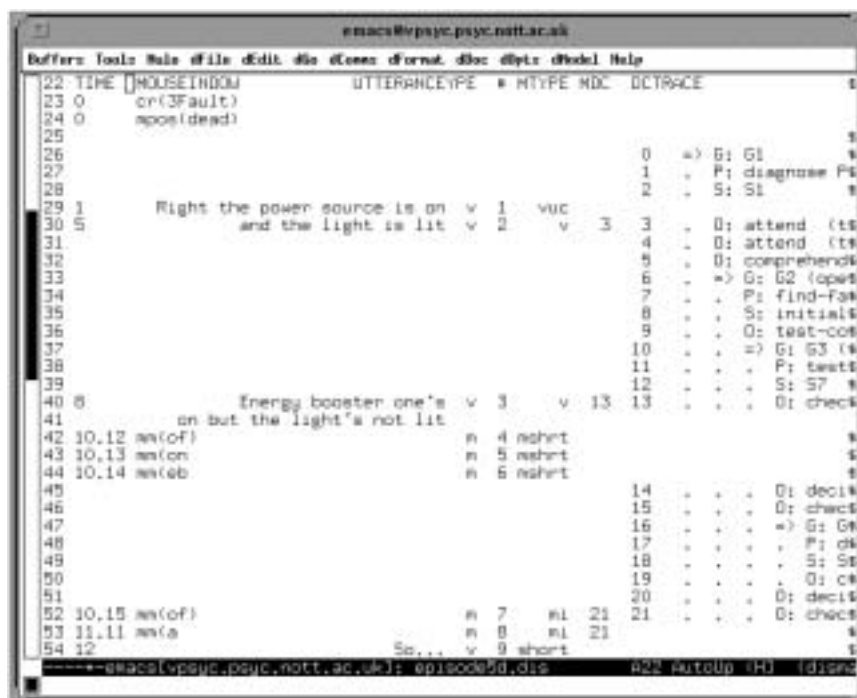 emacs@vpsyc.psyc.nott.ac.uk
Buffers Tools Mule dFile dEdit dGo dComms dFormat dDoc dOpts dModel Help
22 TIME MOUSEINDOW UTTERANCEYPE # MTYPE MDC DCTRACE $
23 0 cr(3Fault)
24 0 mpos(dead)
25 $
26 0 => G: G1 $
27 1 . P: diagnose P$
28 2 . S: S1
29 1 Right the power source is on v 1 vuc $
30 5 and the light is lit v 2 v 3 3 . O: attend (t$
31 4 . O: attend (t$
32 5 . O: comprehend$
33 6 . => G: G2 (ope$
34 7 . . P: find-fa$
35 8 . . S: initial$
36 9 . . O: test-co$
37 10 . . => G: G3 ($
38 11 . . . P: test$
39 12 . . . S: S7 $
40 8 Energy booster one's v 3 v 13 13 . . . O: chec$
41 on but the light's not lit
42 10.12 mm(of) m 4 mshrt $
43 10.13 mm(on m 5 mshrt $
44 10.14 mm(eb m 6 mshrt $
45 14 . . . O: deci$
46 15 . . . O: chec$
47 16 . . . => G: G$
48 17 . . . . P: d$
49 18 . . . . S: S$
50 19 . . . . O: c$
51 20 . . . O: deci$
52 10.15 mm(of) m 7 mi 21 21 . . . O: chec$
53 11.11 mm(a m 8 mi 21 $
54 12 So... v 9 short $
emacs[vpsyc.psyc.nott.ac.uk]: episode5d.dis A22 AutoUp (H) (disma